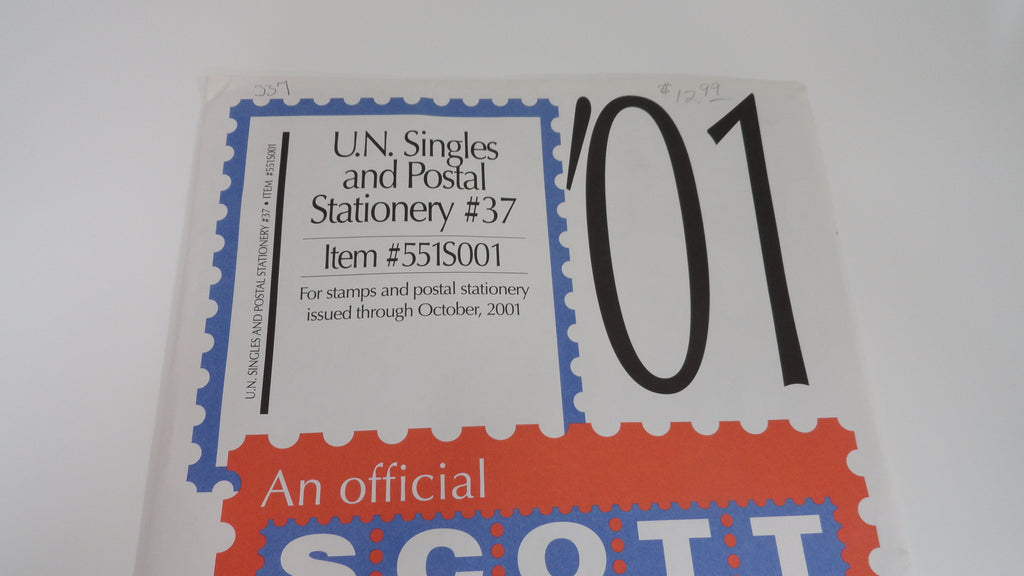 337
$12.99
'01
U.N. Singles
and Postal
Stationery #37
Item #551S001
For stamps and postal stationery
issued through October, 2001
U.N. SINGLES AND POSTAL STATIONERY #37 • ITEM #551S001
An official
SCOTT